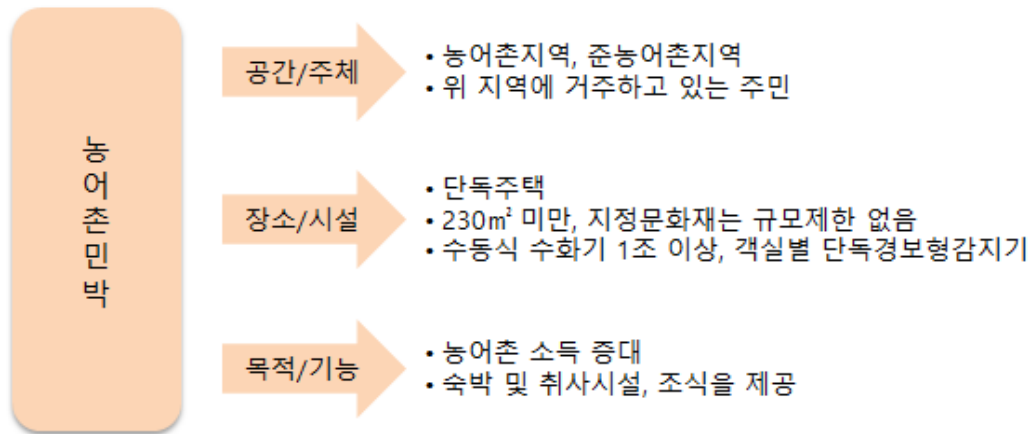 농어촌민박
공간/주체
• 농어촌지역, 준농어촌지역
• 위 지역에 거주하고 있는 주민
장소/시설
• 단독주택
• 230㎡ 미만, 지정문화재는 규모제한 없음
• 수동식 수화기 1조 이상, 객실별 단독경보형감지기
목적/기능
• 농어촌 소득 증대
• 숙박 및 취사시설, 조식을 제공